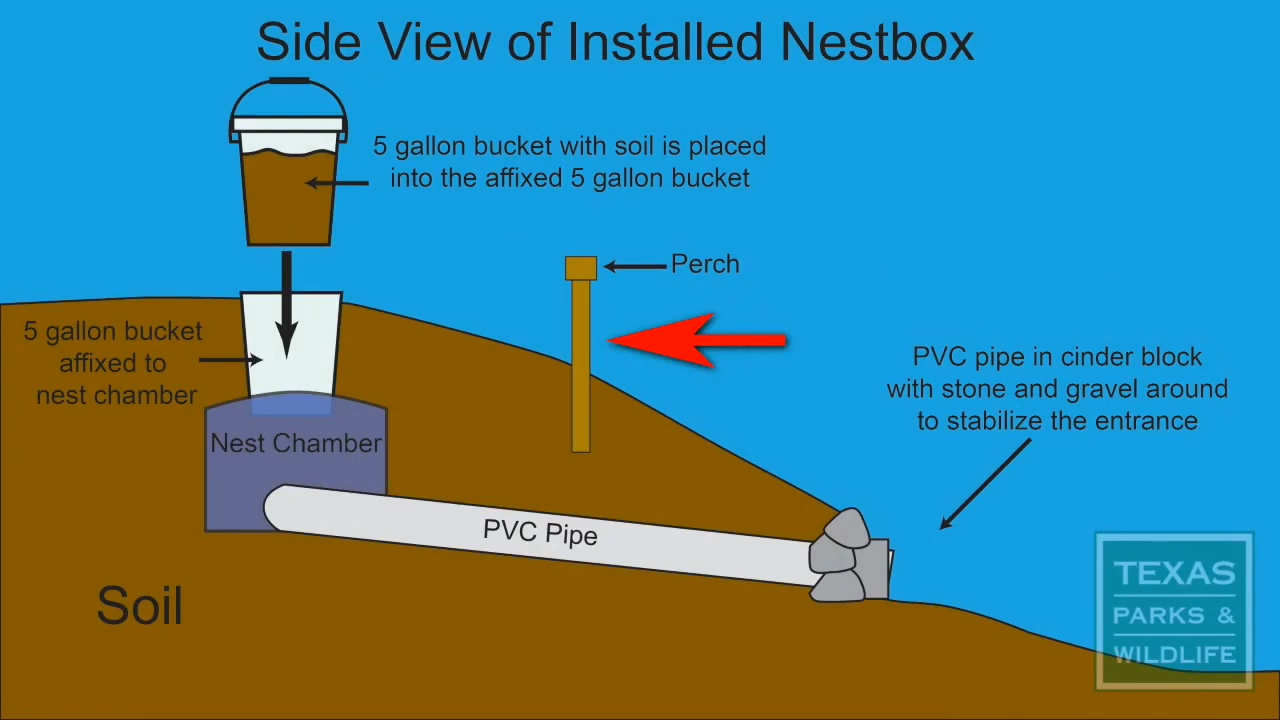 Side View of Installed Nestbox
5 gallon bucket with soil is placed
into the affixed 5 gallon bucket
Perch
5 gallon bucket
affixed to
nest chamber
PVC pipe in cinder block
with stone and gravel around
to stabilize the entrance
Nest Chamber
PVC Pipe
Soil
TEXAS
PARKS &
WILDLIFE